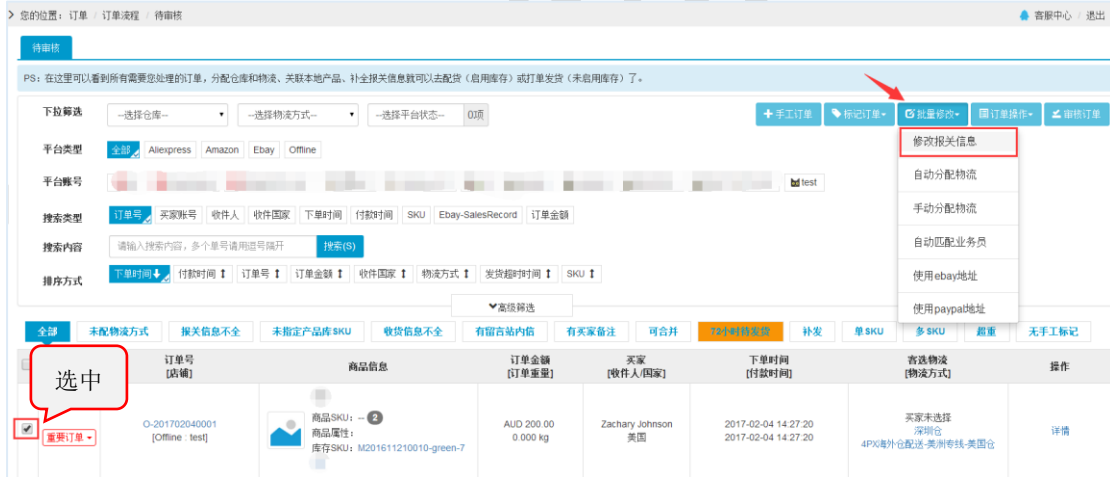 您的位置：订单 / 订单流程 / 待审核 客服中心 / 退出
待审核
PS：在这里可以看到所有需要您处理的订单，分配仓库和物流、关联本地产品、补全报关信息就可以去配货（启用库存）或打单发货（未启用库存）了。
下拉筛选 --选择仓库-- --选择物流方式-- --选择平台状态-- 0项 手工订单 标记订单 批量修改 订单操作 审核订单
修改报关信息
自动分配物流
手动分配物流
自动匹配业务员
使用ebay地址
使用paypal地址
平台类型 全部 Aliexpress Amazon Ebay Offline
平台账号 test
搜索类型 订单号 买家账号 收件人 收件国家 下单时间 付款时间 SKU Ebay-SalesRecord 订单金额
搜索内容 请输入搜索内容，多个单号请用逗号隔开 搜索(S)
排序方式 下单时间 付款时间 订单号 订单金额 收件国家 物流方式 发货超时时间 SKU
高级筛选
全部 未配物流方式 报关信息不全 未指定产品库SKU 收货信息不全 有留言站内信 有买家备注 可合并 72小时待发货 补发 单SKU 多SKU 超重 无手工标记
订单号 商品信息 订单金额 买家 下单时间 客选物流 操作
[店铺] [订单重量] [收件人/国家] [付款时间] [物流方式]
选中
重要订单
O-201702040001
[Offline : test]
商品SKU：-- 2
商品属性：
库存SKU：M201611210010-green-7
AUD 200.00
0.000 kg
Zachary Johnson
美国
2017-02-04 14:27:20
2017-02-04 14:27:20
买家未选择
深圳仓
4PX海外仓配送-美洲专线-美国仓
详情